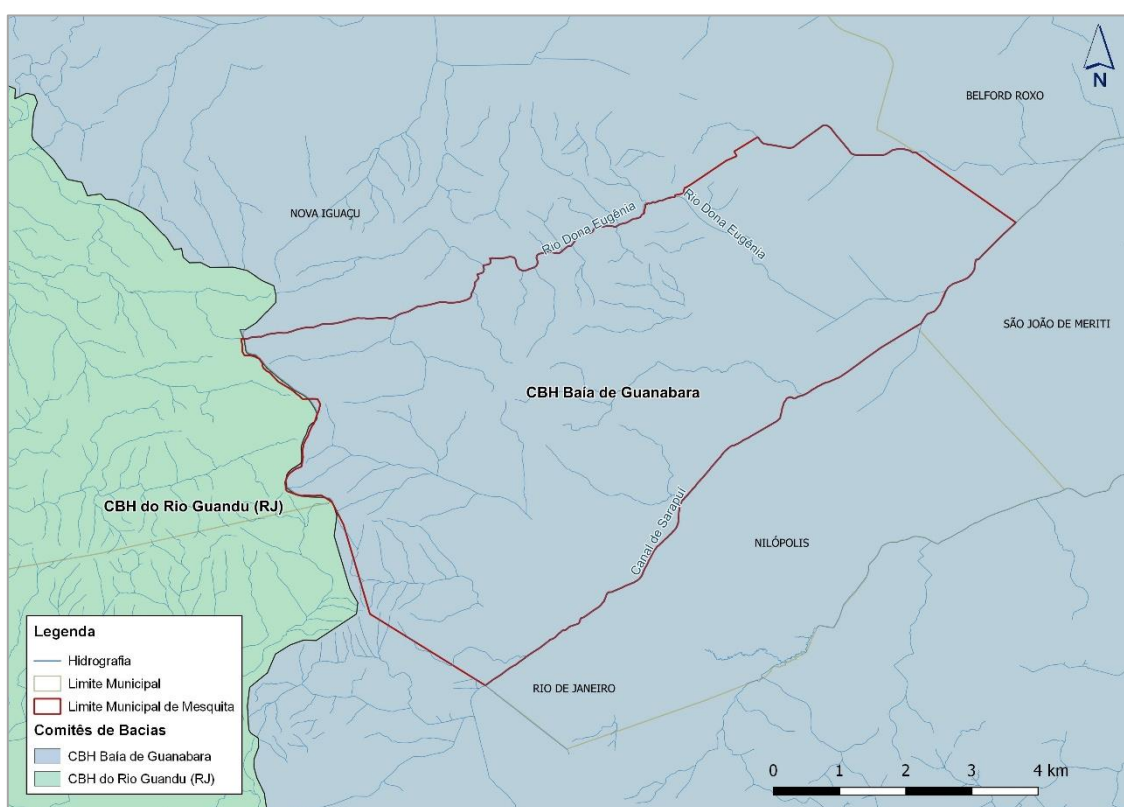 N
BELFORD ROXO
NOVA IGUAÇU
Rio Dona Eugênia
Rio Dona Eugênia
SÃO JOÃO DE MERITI
CBH Baía de Guanabara
CBH do Rio Guandu (RJ)
Canal de Sarapuí
NILÓPOLIS
RIO DE JANEIRO
Legenda
Hidrografia
Limite Municipal
Limite Municipal de Mesquita
Comitês de Bacias
CBH Baía de Guanabara
CBH do Rio Guandu (RJ)
0 1 2 3 4 km